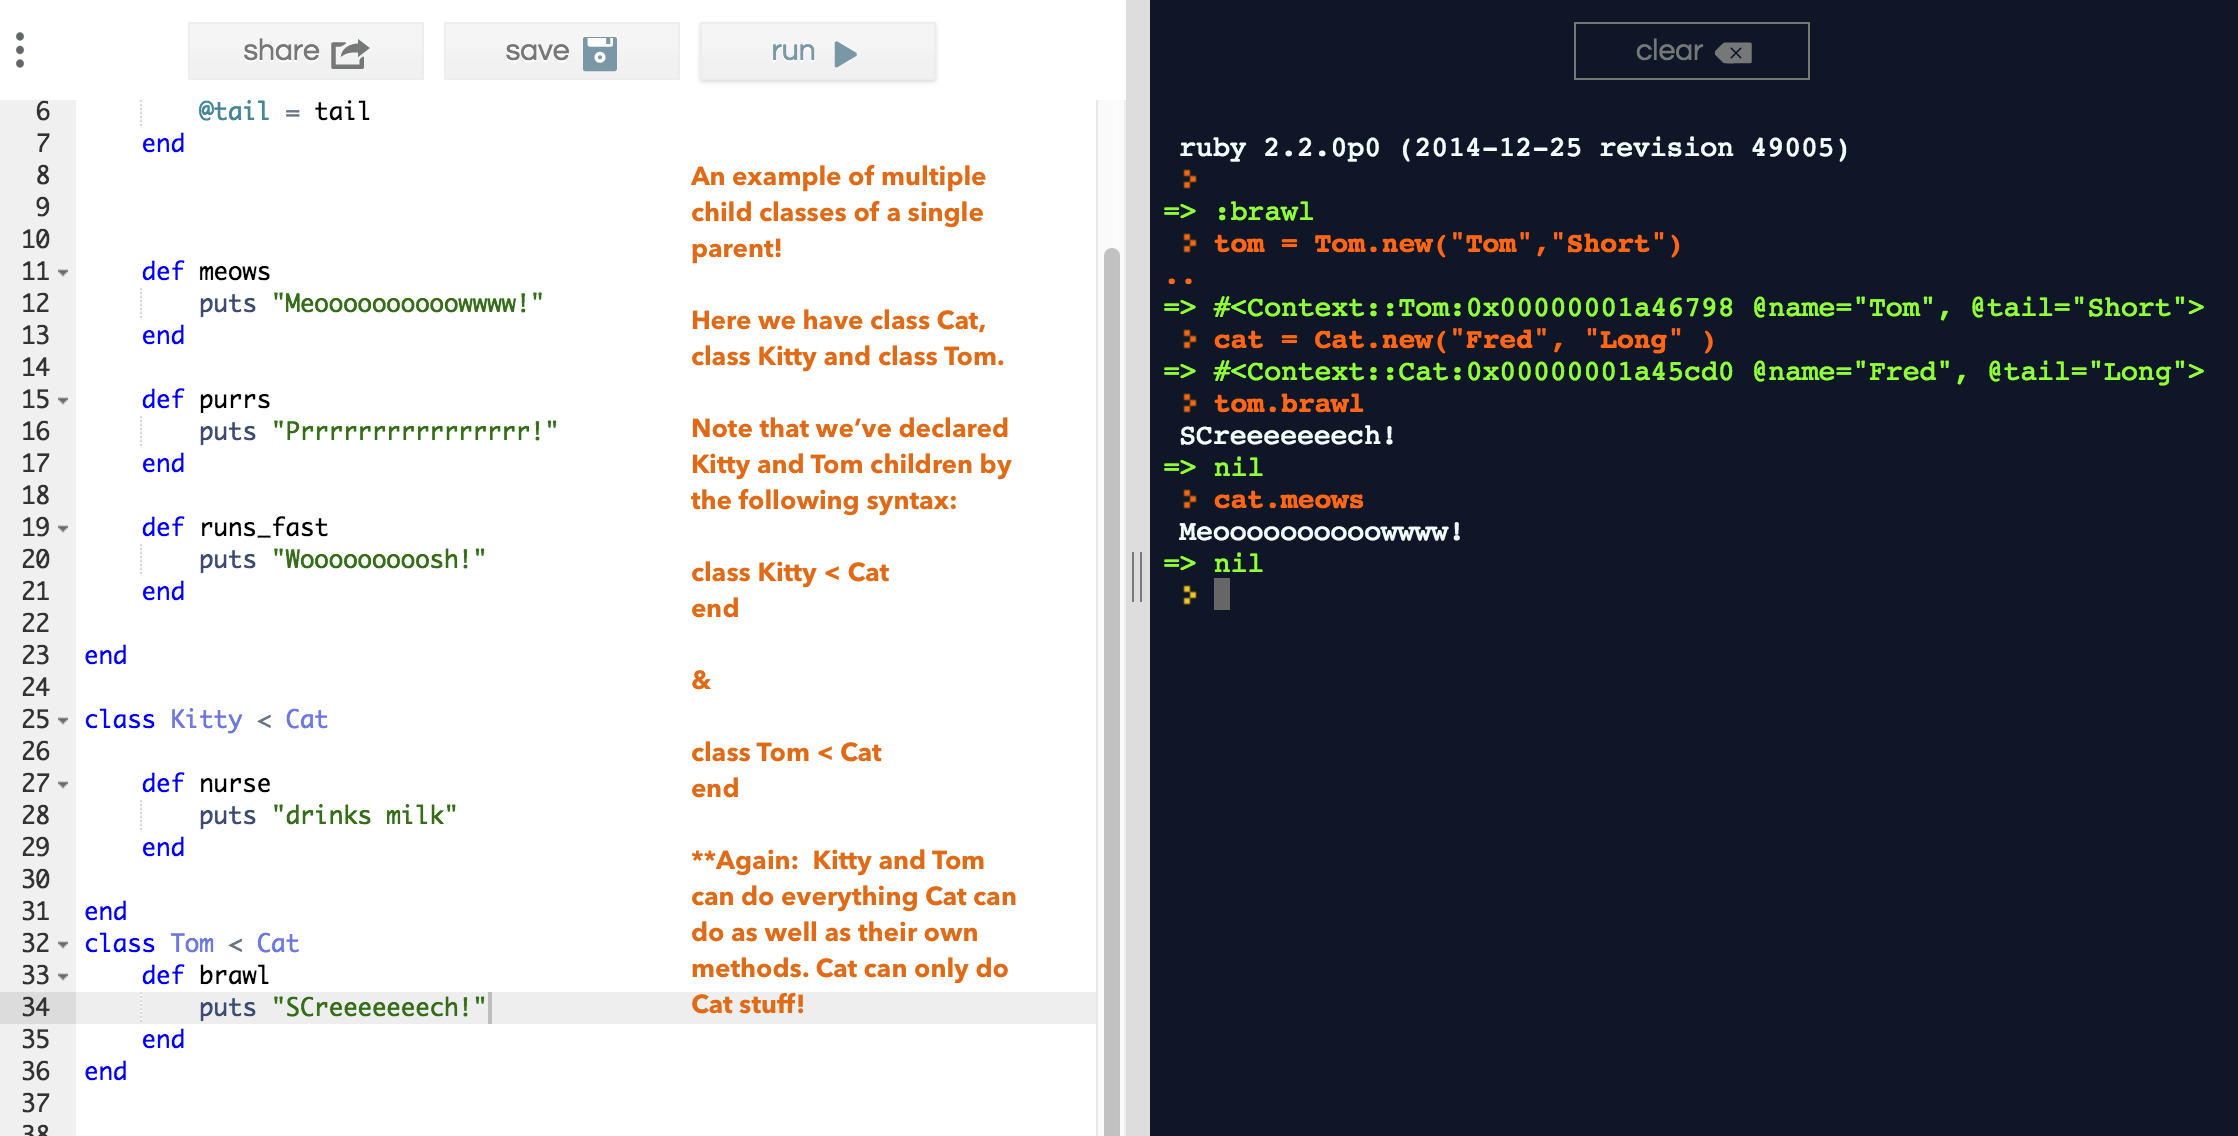 share
save
run
clear
6 @tail = tail
7 end
8
9
10
11 def meows
12 puts "Meoooooooooowwww!"
13 end
14
15 def purrs
16 puts "Prrrrrrrrrrrrrrrr!"
17 end
18
19 def runs_fast
20 puts "Wooooooooosh!"
21 end
22
23 end
24
25 class Kitty < Cat
26
27 def nurse
28 puts "drinks milk"
29 end
30
31 end
32 class Tom < Cat
33 def brawl
34 puts "SCreeeeeeech!"
35 end
36 end
37
38
An example of multiple
child classes of a single
parent!
Here we have class Cat,
class Kitty and class Tom.
Note that we’ve declared
Kitty and Tom children by
the following syntax:
class Kitty < Cat
end
&
class Tom < Cat
end
**Again:  Kitty and Tom
can do everything Cat can
do as well as their own
methods. Cat can only do
Cat stuff!
ruby 2.2.0p0 (2014-12-25 revision 49005)
=> :brawl
tom = Tom.new("Tom","Short")
..
=> #<Context::Tom:0x00000001a46798 @name="Tom", @tail="Short">
cat = Cat.new("Fred", "Long" )
=> #<Context::Cat:0x00000001a45cd0 @name="Fred", @tail="Long">
tom.brawl
SCreeeeeeech!
=> nil
cat.meows
Meoooooooooowwww!
=> nil